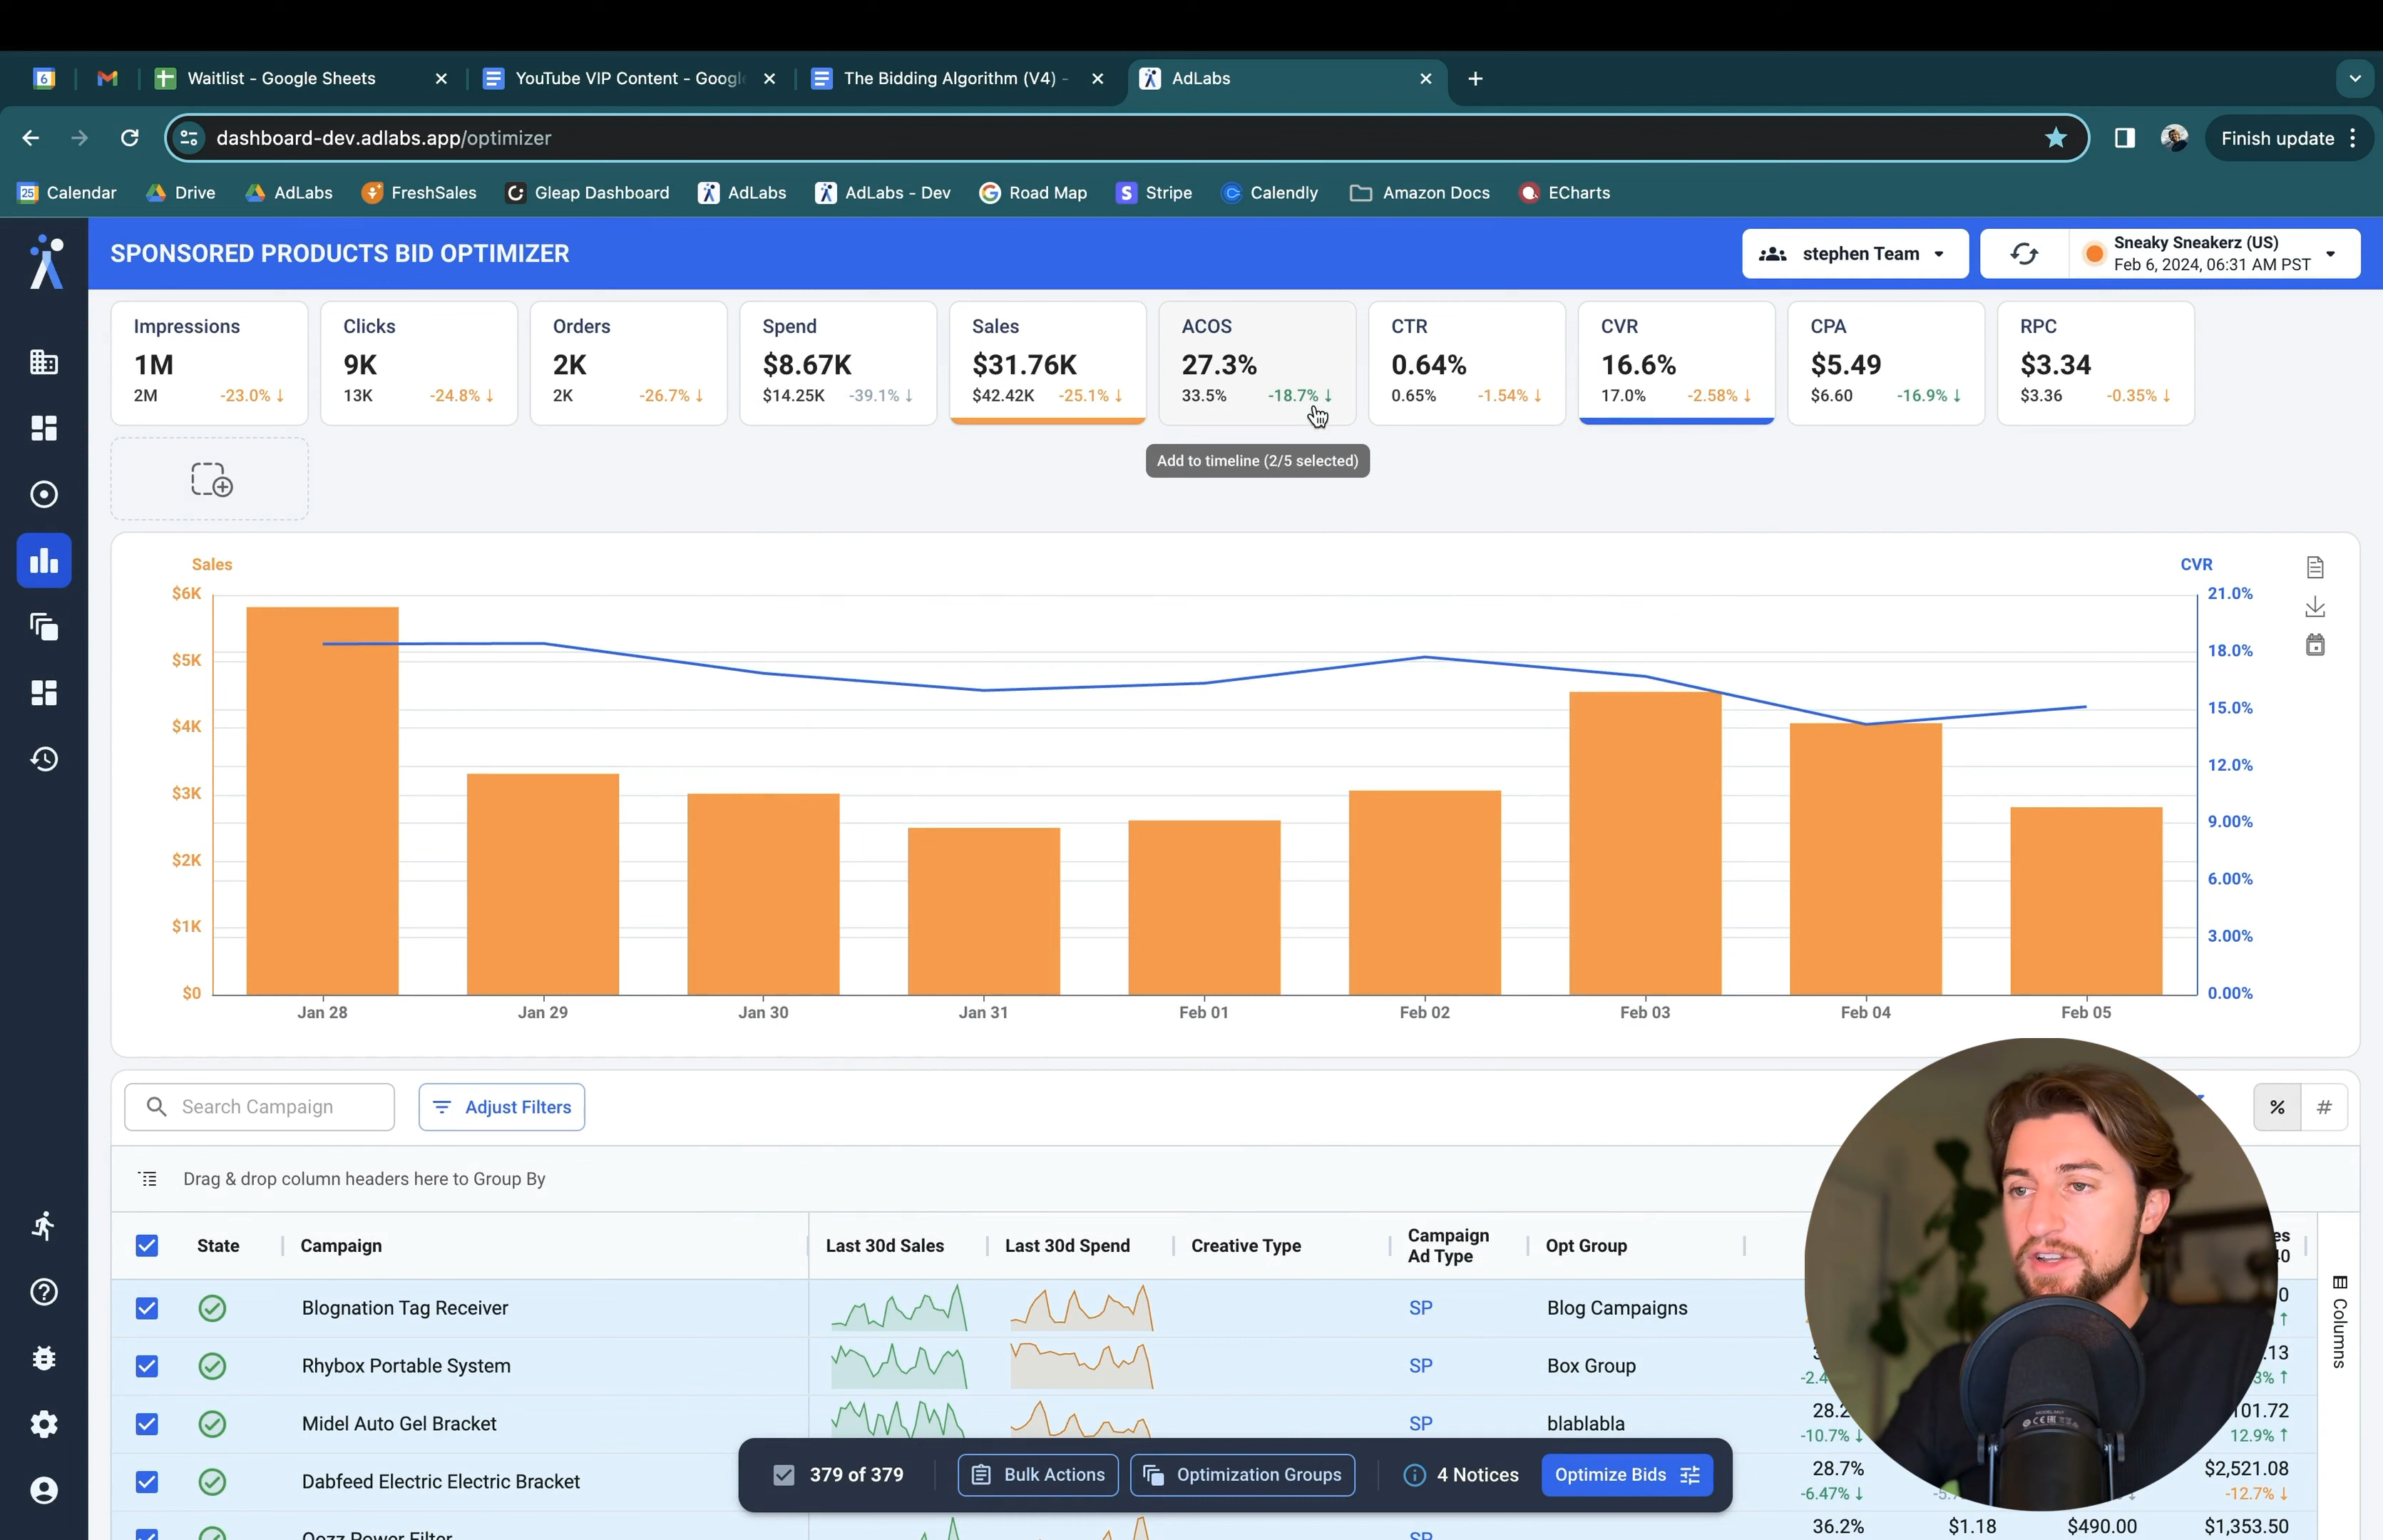 6
Waitlist - Google Sheets
YouTube VIP Content - Google
The Bidding Algorithm (V4) -
AdLabs
dashboard-dev.adlabs.app/optimizer
Finish update
25 Calendar
Drive
AdLabs
FreshSales
Gleap Dashboard
AdLabs
AdLabs - Dev
Road Map
S Stripe
Calendly
Amazon Docs
ECharts
SPONSORED PRODUCTS BID OPTIMIZER
stephen Team
Sneaky Sneakerz (US)
Feb 6, 2024, 06:31 AM PST
Impressions
1M
2M -23.0% ↓
Clicks
9K
13K -24.8% ↓
Orders
2K
2K -26.7% ↓
Spend
$8.67K
$14.25K -39.1% ↓
Sales
$31.76K
$42.42K -25.1% ↓
ACOS
27.3%
33.5% -18.7% ↓
CTR
0.64%
0.65% -1.54% ↓
CVR
16.6%
17.0% -2.58% ↓
CPA
$5.49
$6.60 -16.9% ↓
RPC
$3.34
$3.36 -0.35% ↓
Add to timeline (2/5 selected)
Sales
CVR
$6K
$5K
$4K
$3K
$2K
$1K
$0
21.0%
18.0%
15.0%
12.0%
9.00%
6.00%
3.00%
0.00%
Jan 28
Jan 29
Jan 30
Jan 31
Feb 01
Feb 02
Feb 03
Feb 04
Feb 05
Search Campaign
Adjust Filters
%
#
Drag & drop column headers here to Group By
State
Campaign
Last 30d Sales
Last 30d Spend
Creative Type
Campaign
Ad Type
Opt Group
Columns
Blognation Tag Receiver
SP
Blog Campaigns
Rhybox Portable System
SP
Box Group
Midel Auto Gel Bracket
SP
blablabla
-10.7% ↓
12.9% ↑
Dabfeed Electric Electric Bracket
28.7%
-6.47% ↓
$2,521.08
-12.7% ↓
36.2%
$1.18
$490.00
$1,353.50
379 of 379
Bulk Actions
Optimization Groups
4 Notices
Optimize Bids